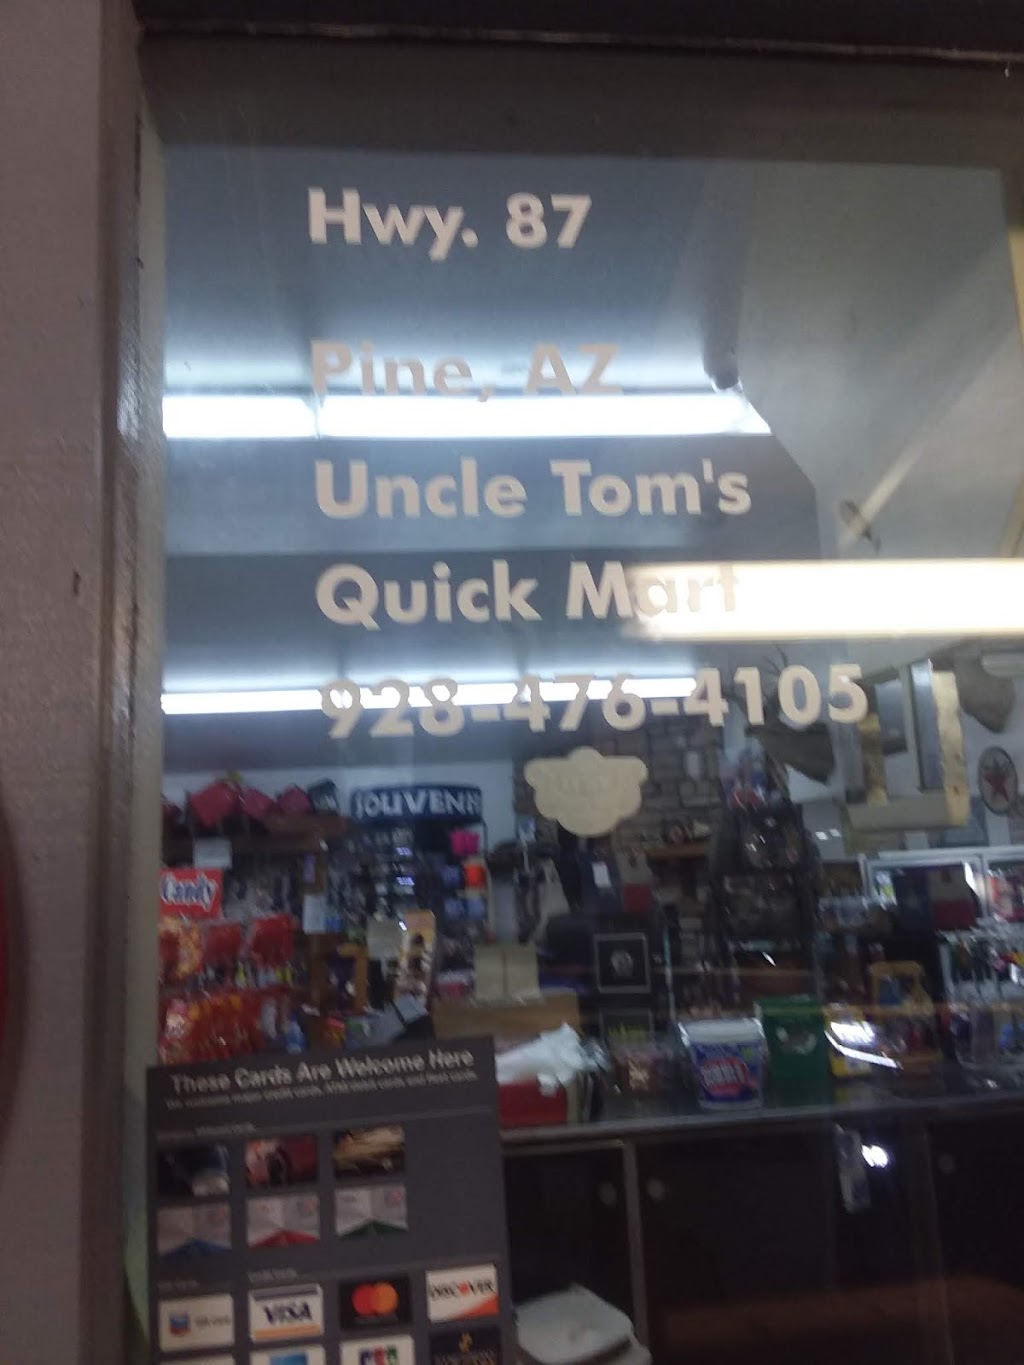 Hwy. 87
Pine, AZ
Uncle Tom's
Quick Mart
928-476-4105
SOUVENIR
Candy
These Cards Are Welcome Here
VISA
DISCOVER